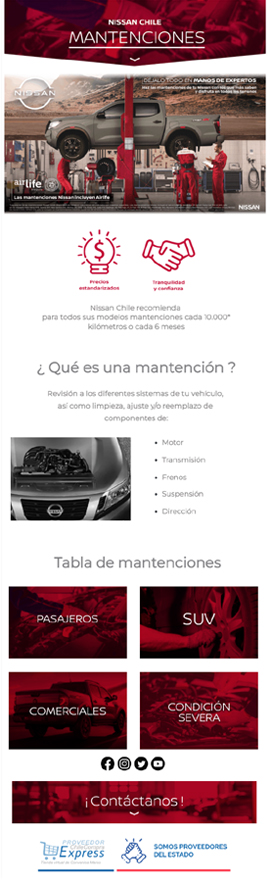 NISSAN CHILE
MANTENCIONES
NISSAN
DÉJALO TODO EN MANOS DE EXPERTOS
airlife
Las mantenciones Nissan incluyen Airlife
NISSAN
Precios
estandarizados
Tranquilidad
y confianza
Nissan Chile recomienda
para todos sus modelos mantenciones cada 10.000*
kilómetros o cada 6 meses
¿ Qué es una mantención ?
Revisión a los diferentes sistemas de tu vehículo,
así como limpieza, ajuste y/o reemplazo de
componentes de:
• Motor
• Transmisión
• Frenos
• Suspensión
• Dirección
Tabla de mantenciones
PASAJEROS
SUV
COMERCIALES
CONDICIÓN
SEVERA
¡ Contáctanos !
PROVEEDOR
ChileCompra
Express
SOMOS PROVEEDORES
DEL ESTADO